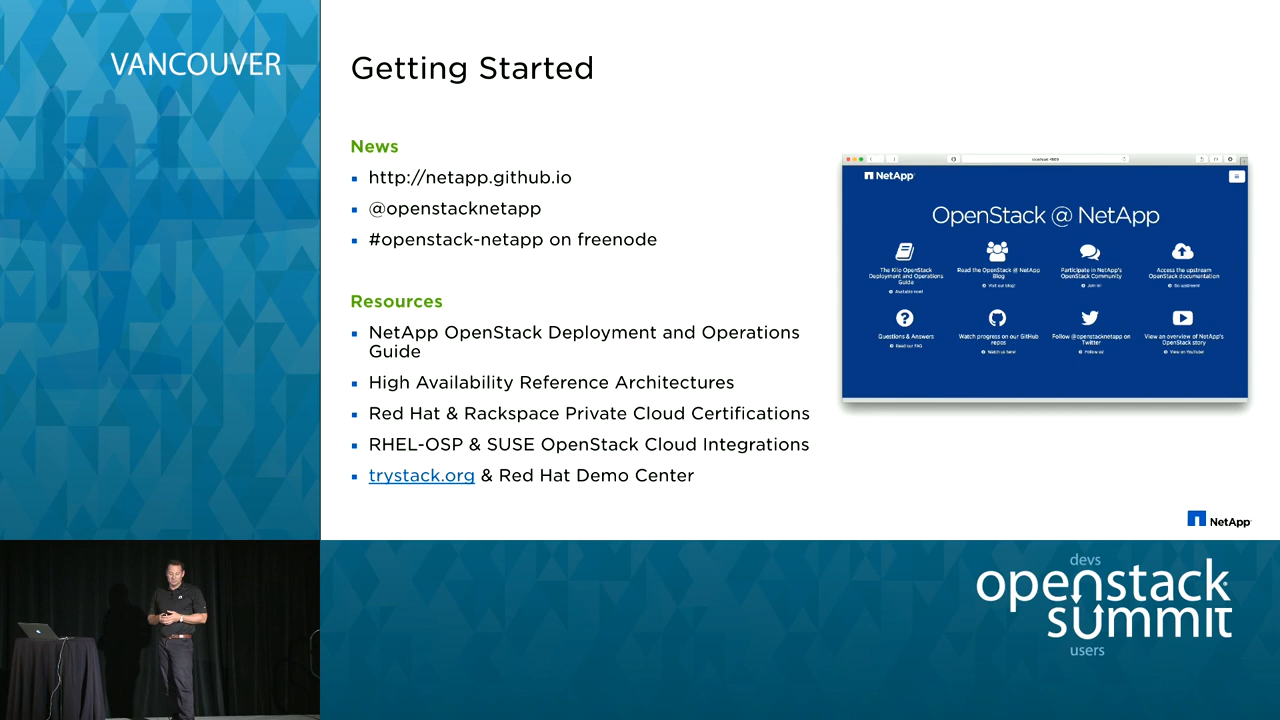 VANCOUVER
Getting Started
News
http://netapp.github.io
@openstacknetapp
#openstack-netapp on freenode
Resources
NetApp OpenStack Deployment and Operations
Guide
High Availability Reference Architectures
Red Hat & Rackspace Private Cloud Certifications
RHEL-OSP & SUSE OpenStack Cloud Integrations
trystack.org & Red Hat Demo Center
NetApp
OpenStack @ NetApp
The Kilo OpenStack
Deployment and Operations
Guide
Available now!
Read the OpenStack @ NetApp
Blog
Visit our blog!
Participate in NetApp's
OpenStack Community
Join in!
Access the upstream
OpenStack documentation
Go upstream!
Questions & Answers
Read our FAQ
Watch progress on our GitHub
repos
Watch us here!
Follow @openstacknetapp on
Twitter
Follow us!
View an overview of NetApp's
OpenStack story
View on YouTube!
NetApp
devs
openstack
summit
users